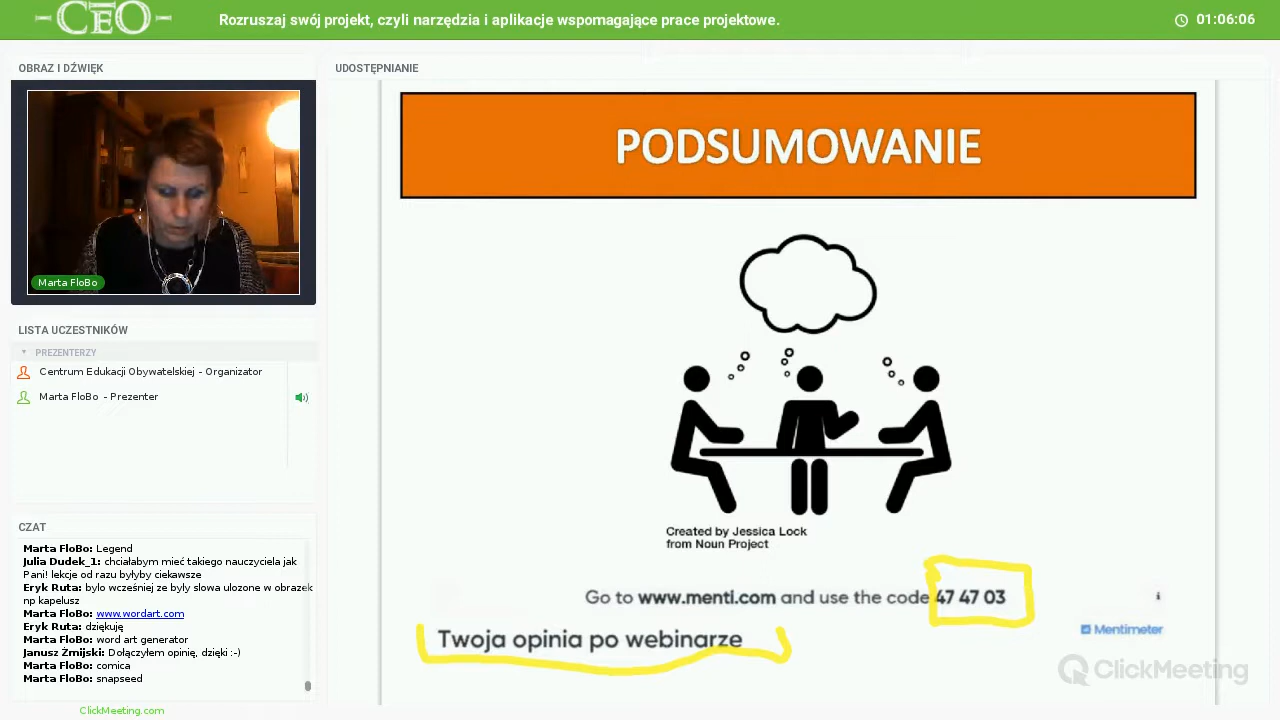 CEO
Rozruszaj swój projekt, czyli narzędzia i aplikacje wspomagające prace projektowe.
01:06:06
OBRAZ I DŹWIĘK
Marta FloBo
LISTA UCZESTNIKÓW
PREZENTERZY
Centrum Edukacji Obywatelskiej - Organizator
Marta FloBo - Prezenter
CZAT
Marta FloBo: Legend
Julia Dudek_1: chciałabym mieć takiego nauczyciela jak
Pani! lekcje od razu byłyby ciekawsze
Eryk Ruta: bylo wcześniej ze byly slowa ulozone w obrazek
np kapelusz
Marta FloBo: www.wordart.com
Eryk Ruta: dziękuję
Marta FloBo: word art generator
Janusz Żmijski: Dołączyłem opinię, dzięki :-)
Marta FloBo: comica
Marta FloBo: snapseed
ClickMeeting.com
UDOSTĘPNIANIE
PODSUMOWANIE
Created by Jessica Lock
from Noun Project
Go to www.menti.com and use the code 47 47 03
Twoja opinia po webinarze
Mentimeter
ClickMeeting